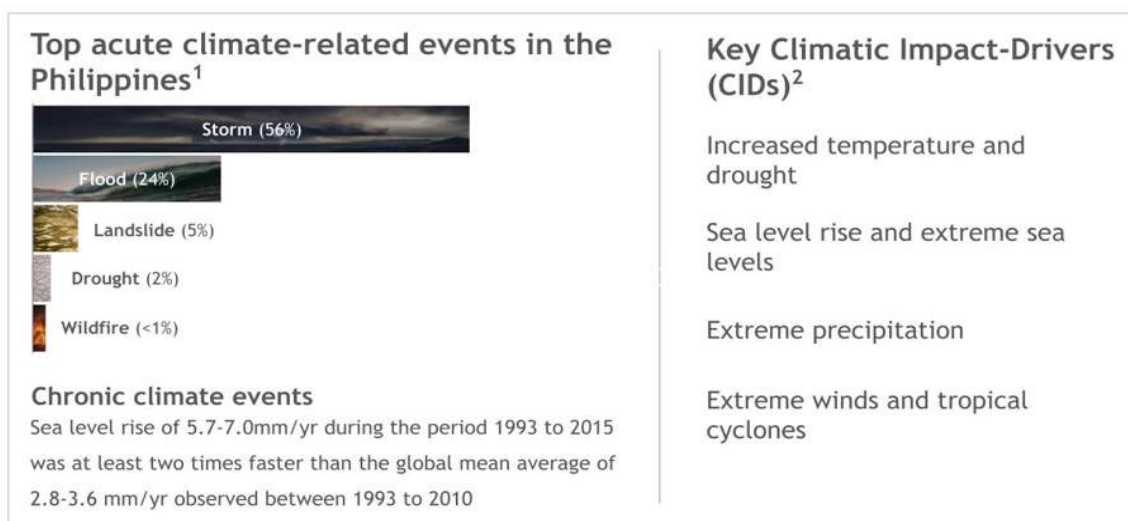 Top acute climate-related events in the
Philippines¹
Storm (56%)
Flood (24%)
Landslide (5%)
Drought (2%)
Wildfire (<1%)
Chronic climate events
Sea level rise of 5.7-7.0mm/yr during the period 1993 to 2015
was at least two times faster than the global mean average of
2.8-3.6 mm/yr observed between 1993 to 2010
Key Climatic Impact-Drivers
(CIDs)²
Increased temperature and
drought
Sea level rise and extreme sea
levels
Extreme precipitation
Extreme winds and tropical
cyclones